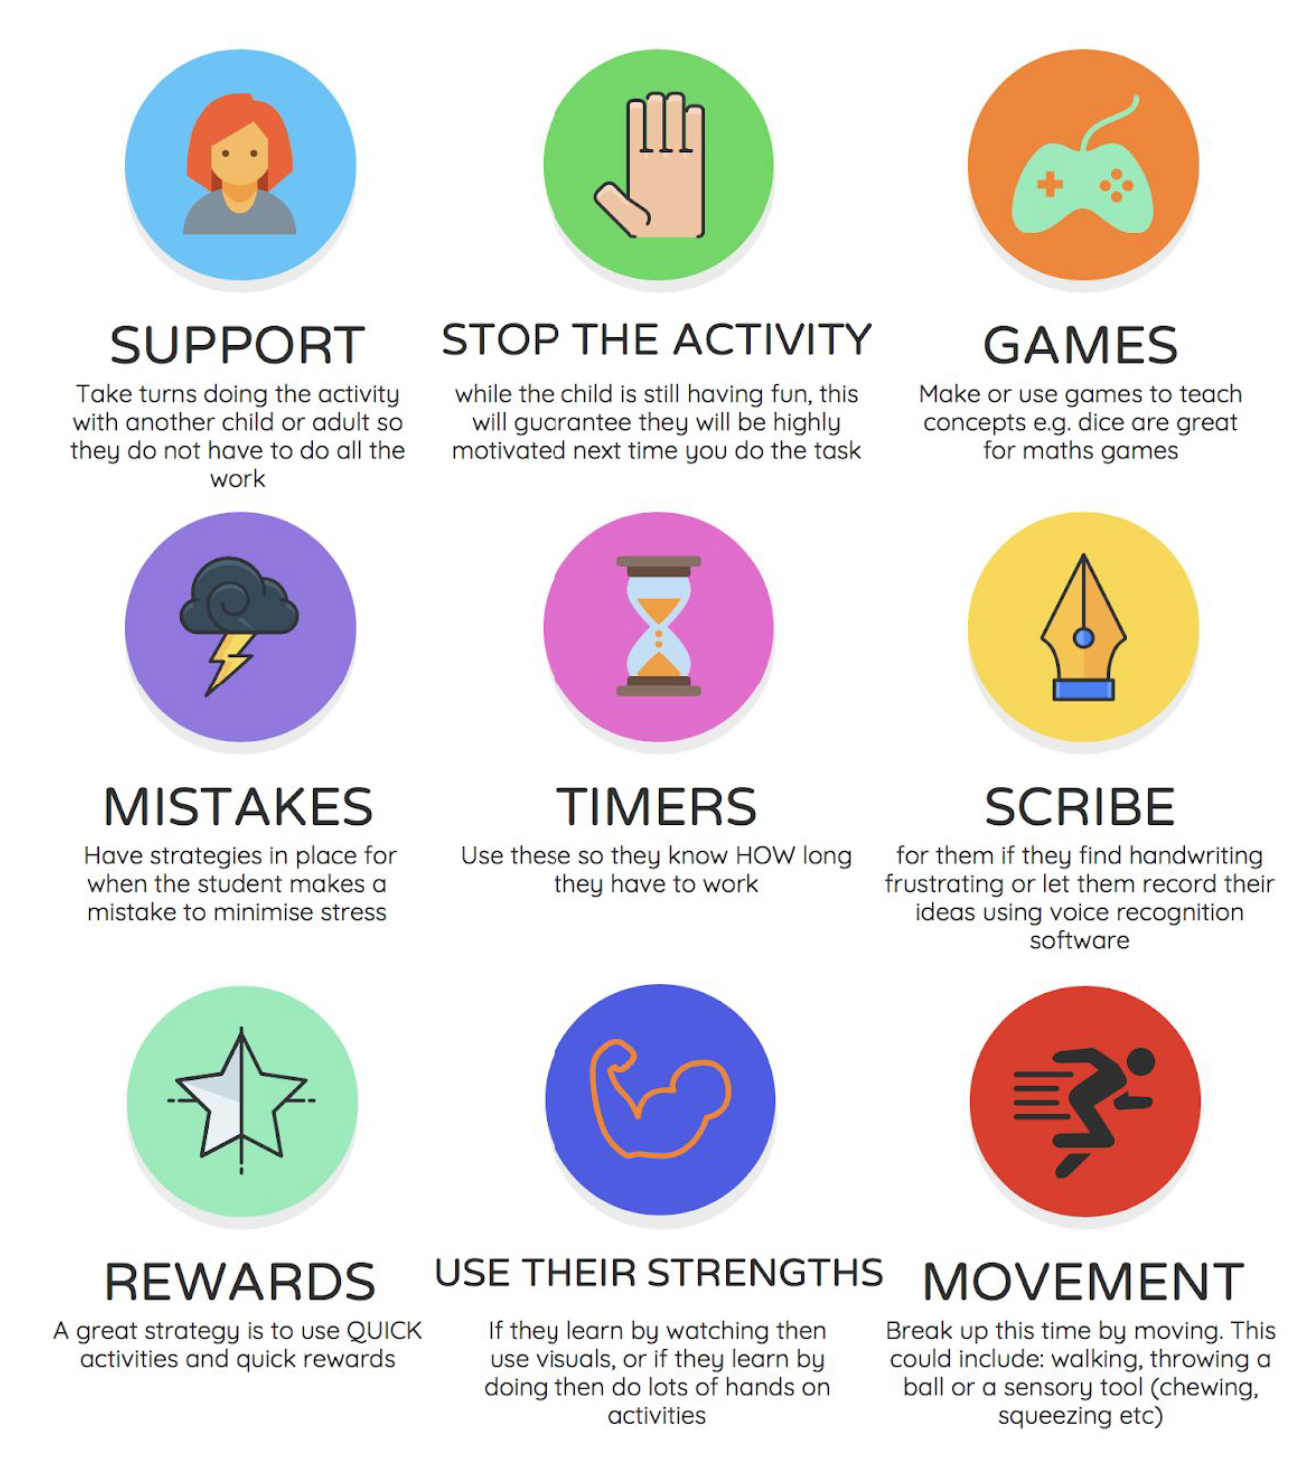 SUPPORT
Take turns doing the activity
with another child or adult so
they do not have to do all the
work
STOP THE ACTIVITY
while the child is still having fun, this
will guarantee they will be highly
motivated next time you do the task
GAMES
Make or use games to teach
concepts e.g. dice are great
for maths games
MISTAKES
Have strategies in place for
when the student makes a
mistake to minimise stress
TIMERS
Use these so they know HOW long
they have to work
SCRIBE
for them if they find handwriting
frustrating or let them record their
ideas using voice recognition
software
REWARDS
A great strategy is to use QUICK
activities and quick rewards
USE THEIR STRENGTHS
If they learn by watching then
use visuals, or if they learn by
doing then do lots of hands on
activities
MOVEMENT
Break up this time by moving. This
could include: walking, throwing a
ball or a sensory tool (chewing,
squeezing etc)